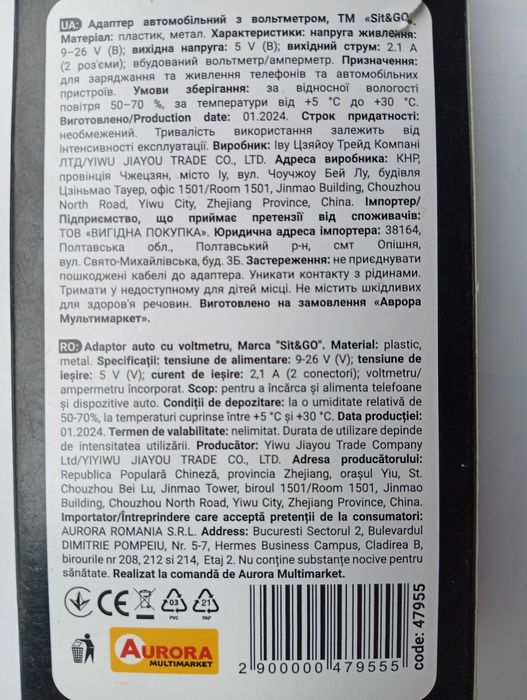 UA: Адаптер автомобільний з вольтметром, ТМ «Sit&GO».
Матеріал: пластик, метал. Характеристики: напруга живлення:
9–26 V (В); вихідна напруга: 5 V (В); вихідний струм: 2.1 А
(2 роз'єми); вбудований вольтметр/амперметр. Призначення:
для заряджання та живлення телефонів та автомобільних
пристроїв. Умови зберігання: за відносної вологості
повітря 50–70 %, за температури від +5 °C до +30 °C.
Виготовлено/Production date: 01.2024. Строк придатності:
необмежений. Тривалість використання залежить від
інтенсивності експлуатації. Виробник: Іву Цзяйоу Трейд Компані
ЛТД/YIWU JIAYOU TRADE CO., LTD. Адреса виробника: КНР,
провінція Чжецзян, місто Іу, вул. Чоучжоу Бей Лу, будівля
Цзіньмао Тауер, офіс 1501/Room 1501, Jinmao Building, Chouzhou
North Road, Yiwu City, Zhejiang Province, China. Імпортер/
Підприємство, що приймає претензії від споживачів:
ТОВ «ВИГІДНА ПОКУПКА». Юридична адреса імпортера: 38164,
Полтавська обл., Полтавський р-н, смт Опішня,
вул. Свято-Михайлівська, буд. 3Б. Застереження: не приєднувати
пошкоджені кабелі до адаптера. Уникати контакту з рідинами.
Тримати у недоступному для дітей місці. Не містить шкідливих
для здоров'я речовин. Виготовлено на замовлення «Аврора
Мультимаркет».
RO: Adaptor auto cu voltmetru, Marca "Sit&GO". Material: plastic,
metal. Specificații: tensiune de alimentare: 9-26 V (V); tensiune de
ieșire: 5 V (V); curent de ieșire: 2,1 A (2 conectori); voltmetru/
ampermetru încorporat. Scop: pentru a încărca și alimenta telefoane
și dispozitive auto. Condiții de depozitare: la o umiditate relativă de
50-70%, la temperaturi cuprinse între +5 °C și +30 °C. Data producției:
01.2024. Termen de valabilitate: nelimitat. Durata de utilizare depinde
de intensitatea utilizării. Producător: Yiwu Jiayou Trade Company
Ltd/YIYIWU JIAYOU TRADE CO., LTD. Adresa producătorului:
Republica Populară Chineză, provincia Zhejiang, orașul Yiu, St.
Chouzhou Bei Lu, Jinmao Tower, biroul 1501/Room 1501, Jinmao
Building, Chouzhou North Road, Yiwu City, Zhejiang Province, China.
Importator/Întreprindere care acceptă pretenții de la consumatori:
AURORA ROMANIA S.R.L. Address: Bucuresti Sectorul 2, Bulevardul
DIMITRIE POMPEIU, Nr. 5-7, Hermes Business Campus, Cladirea B,
birourile nr 208, 212 si 214, Etaj 2. Nu conține substanțe nocive pentru
sănătate. Realizat la comandă de Aurora Multimarket.
CE
03
PVC
21
PAP
AURORA
MULTIMARKET
2 900000 479555
code: 47955